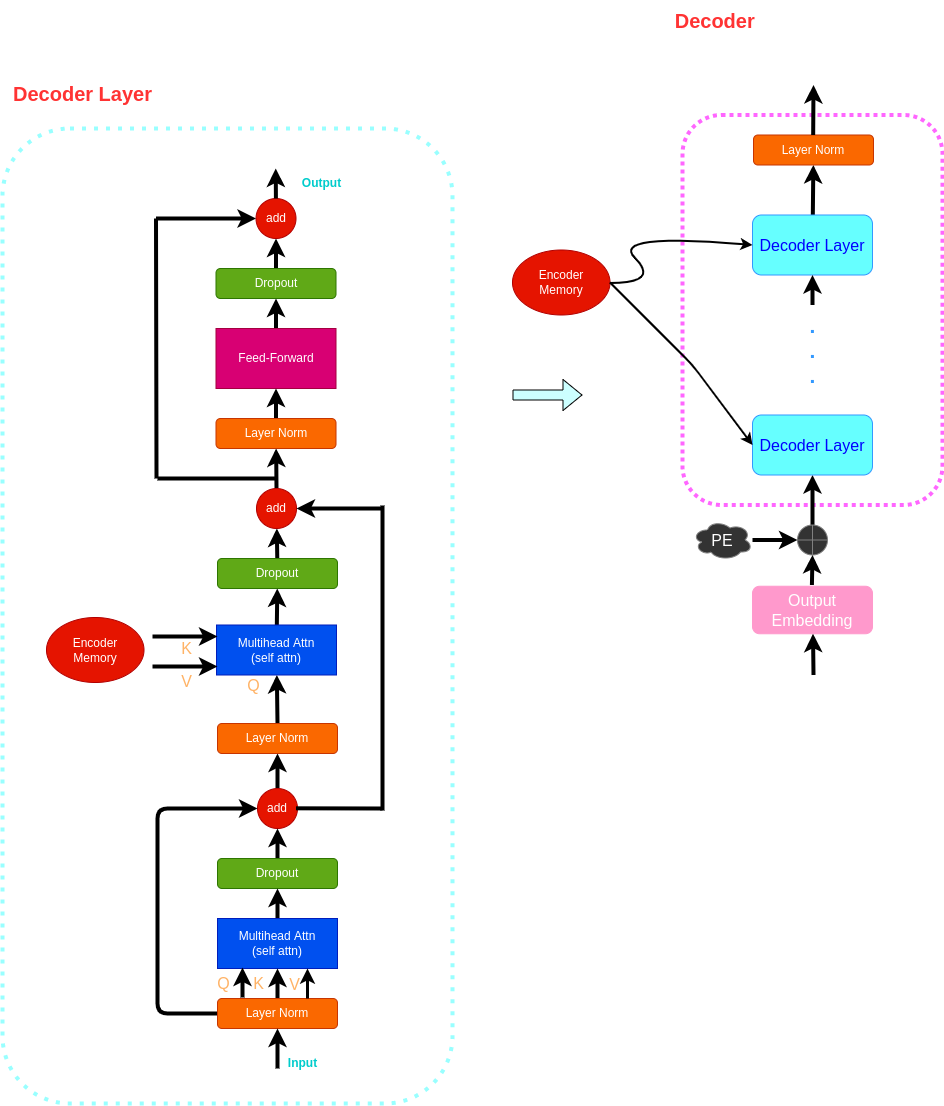 Decoder
Decoder Layer
Output
add
Dropout
Feed-Forward
Layer Norm
add
Dropout
Encoder
Memory
K
V
Multihead Attn
(self attn)
Q
Layer Norm
add
Dropout
Multihead Attn
(self attn)
Q K V
Layer Norm
Input
Layer Norm
Decoder Layer
Encoder
Memory
.
.
.
Decoder Layer
PE
Output
Embedding